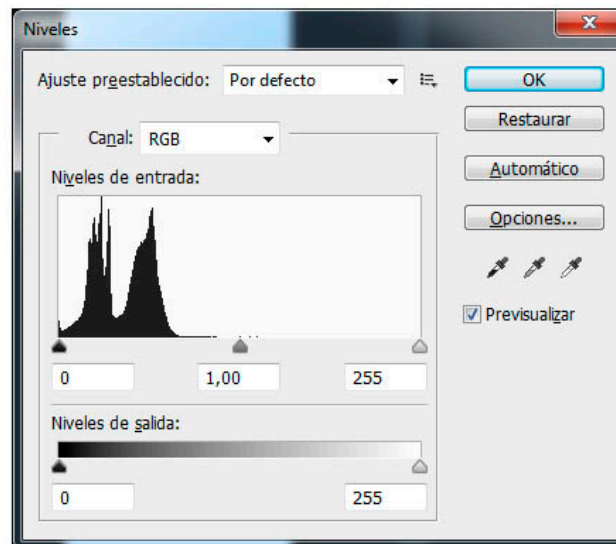 Niveles
Ajuste preestablecido: Por defecto
OK
Restaurar
Canal: RGB
Automático
Niveles de entrada:
Opciones...
Previsualizar
0 1,00 255
Niveles de salida:
0 255